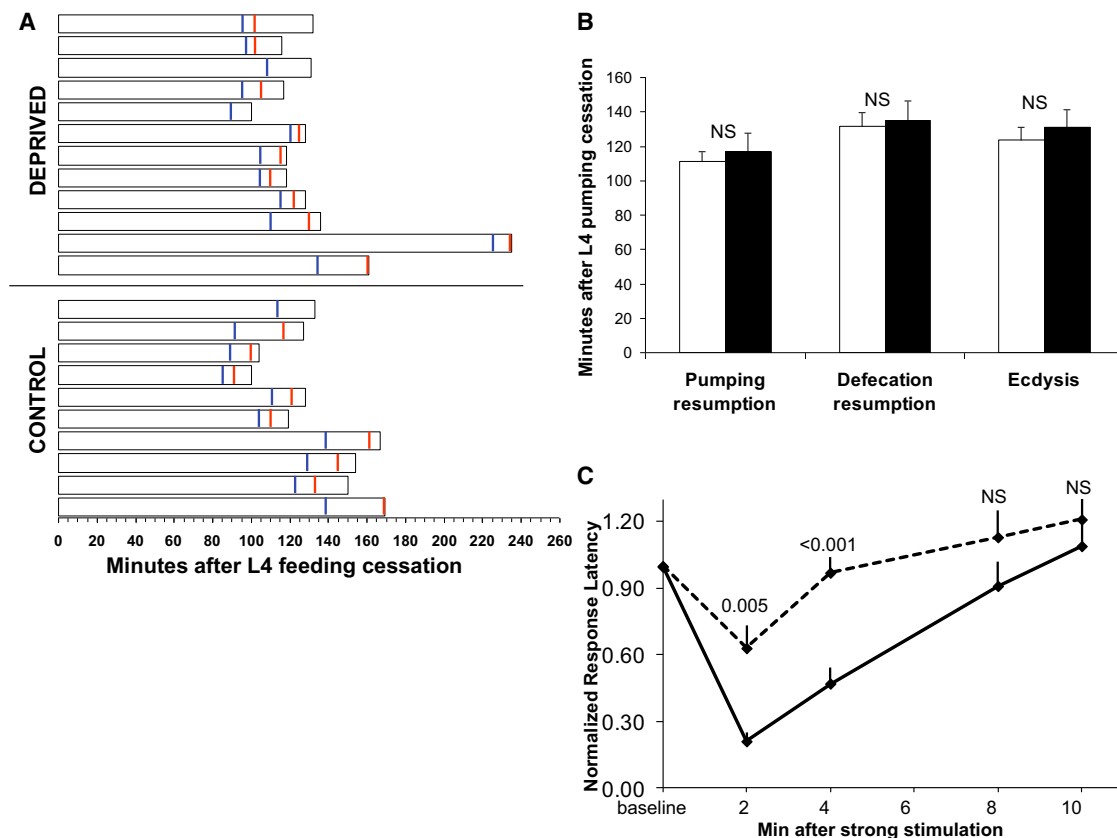 A
DEPRIVED
CONTROL
0 20 40 60 80 100 120 140 160 180 200 220 240 260
Minutes after L4 feeding cessation
B
Minutes after L4 pumping cessation
160
140
120
100
80
60
40
20
0
NS
NS
NS
Pumping
resumption
Defecation
resumption
Ecdysis
C
Normalized Response Latency
1.20
0.90
0.60
0.30
0.00
0.005
<0.001
NS
NS
baseline 2 4 6 8 10
Min after strong stimulation